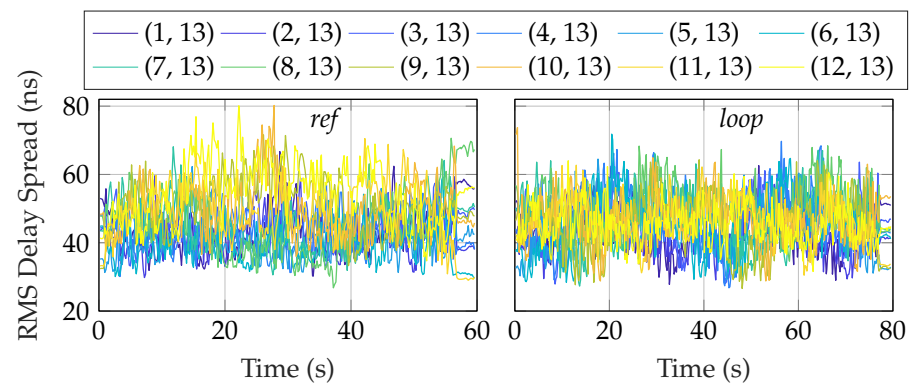 (1, 13) (2, 13) (3, 13) (4, 13) (5, 13) (6, 13)
(7, 13) (8, 13) (9, 13) (10, 13) (11, 13) (12, 13)
RMS Delay Spread (ns)
80
60
40
20
ref
loop
0 20 40 60
0 20 40 60 80
Time (s)
Time (s)